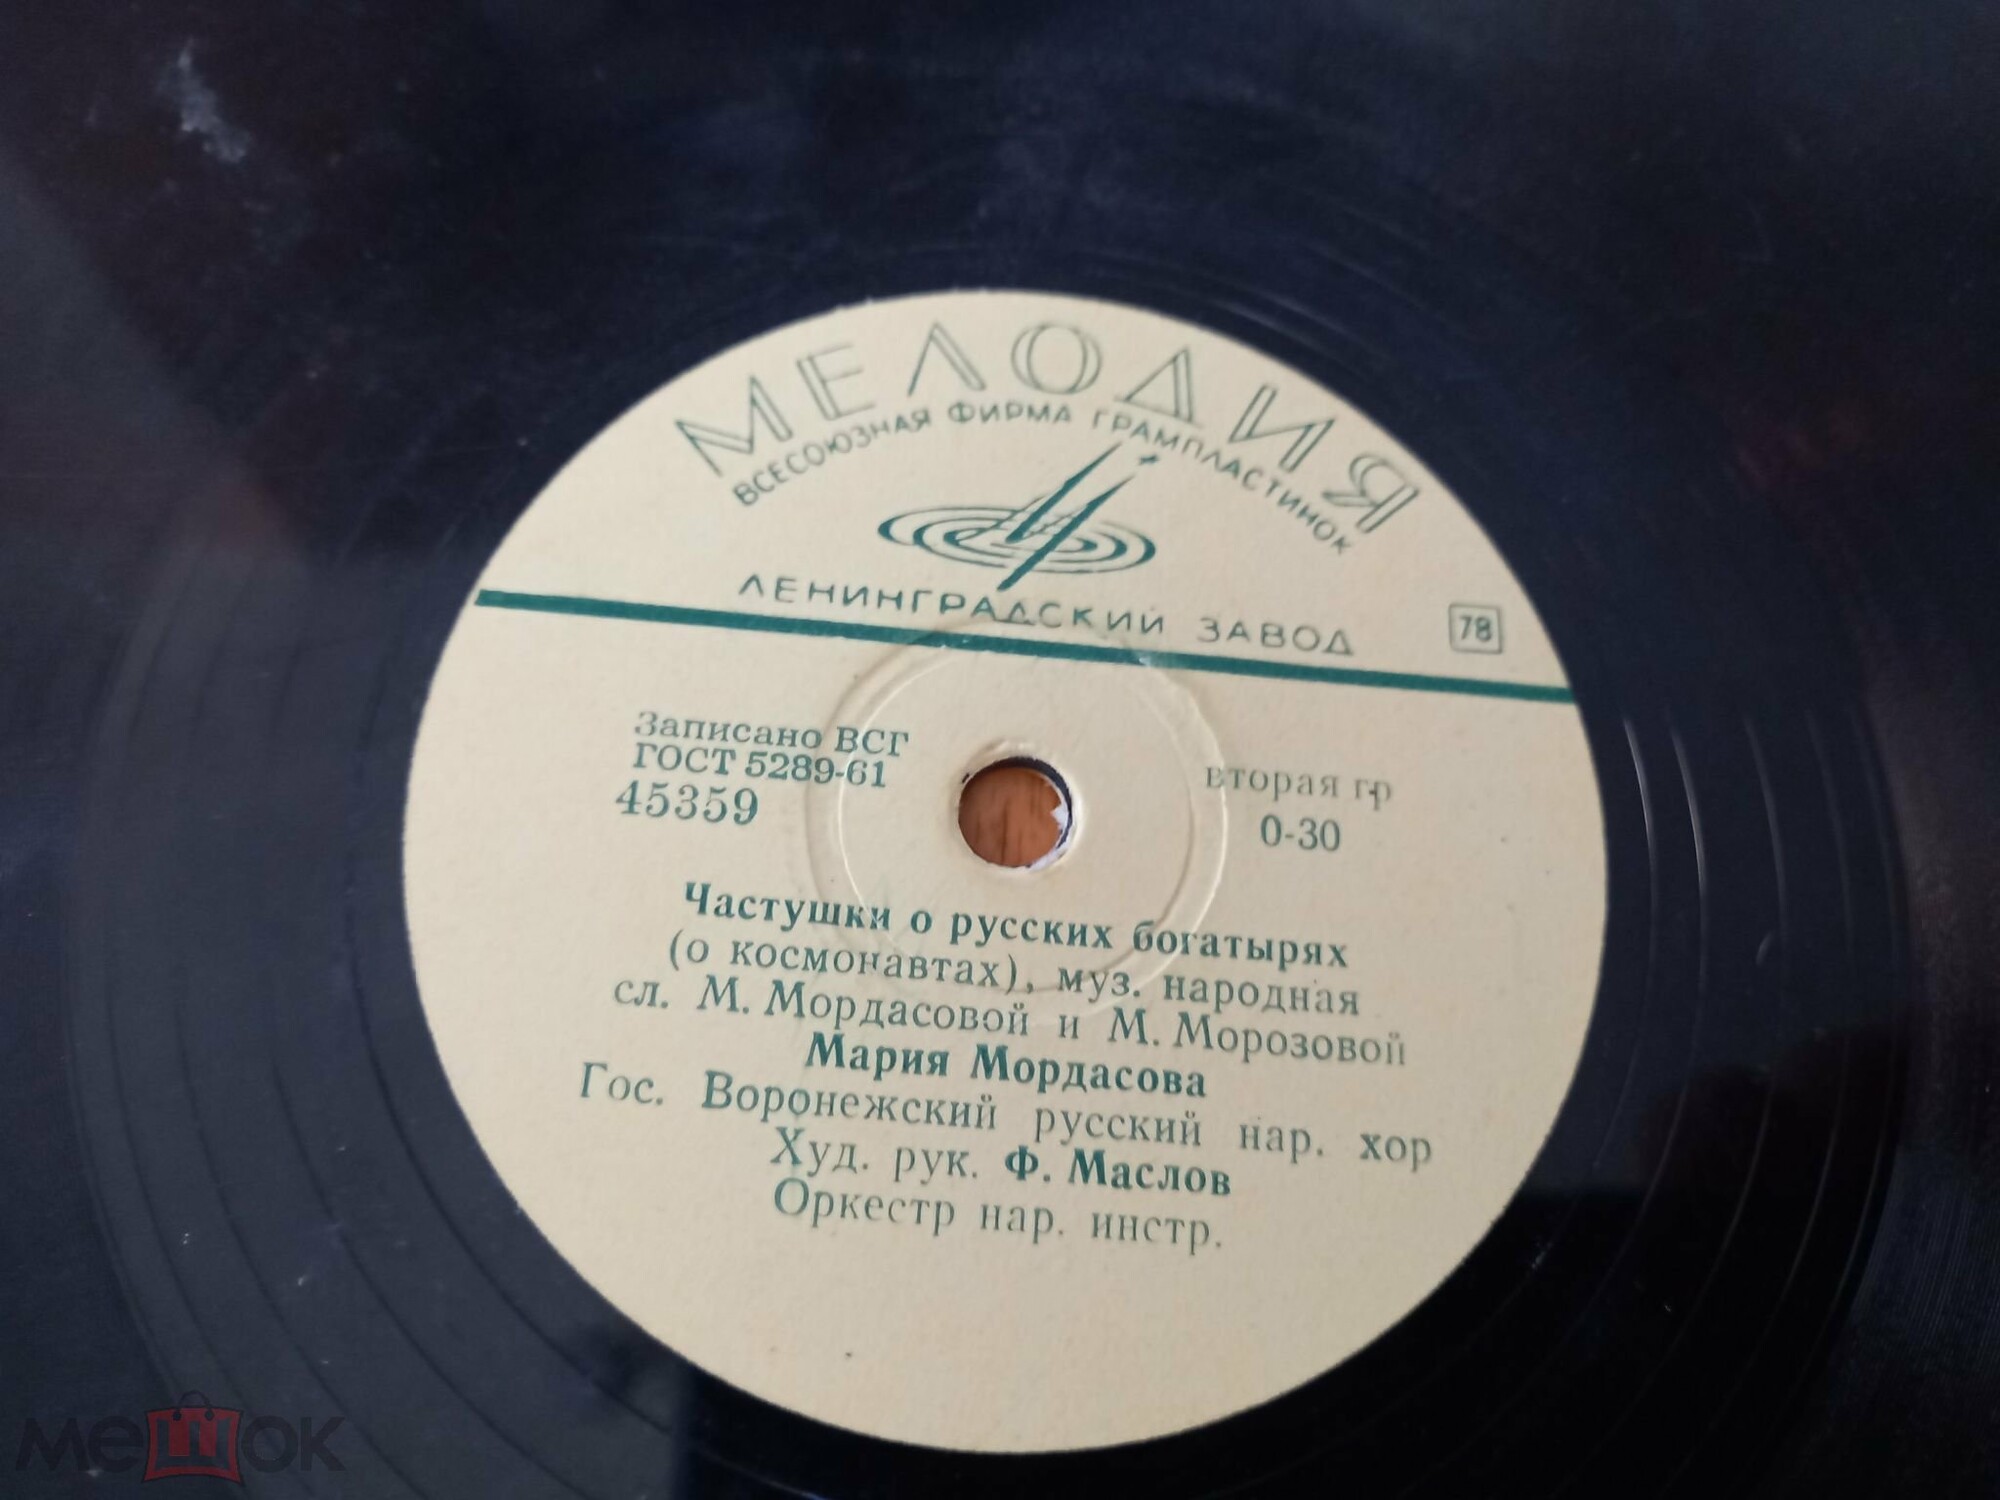 МЕЛОДИЯ
ВСЕСОЮЗНАЯ ФИРМА ГРАМПЛАСТИНОК
ЛЕНИНГРАДСКИЙ ЗАВОД
78
Записано ВСГ
ГОСТ 5289-61
45359
вторая гр
0-30
Частушки о русских богатырях
(о космонавтах), муз. народная
сл. М. Мордасовой и М. Морозовой
Мария Мордасова
Гос. Воронежский русский нар. хор
Худ. рук. Ф. Маслов
Оркестр нар. инстр.
мешок